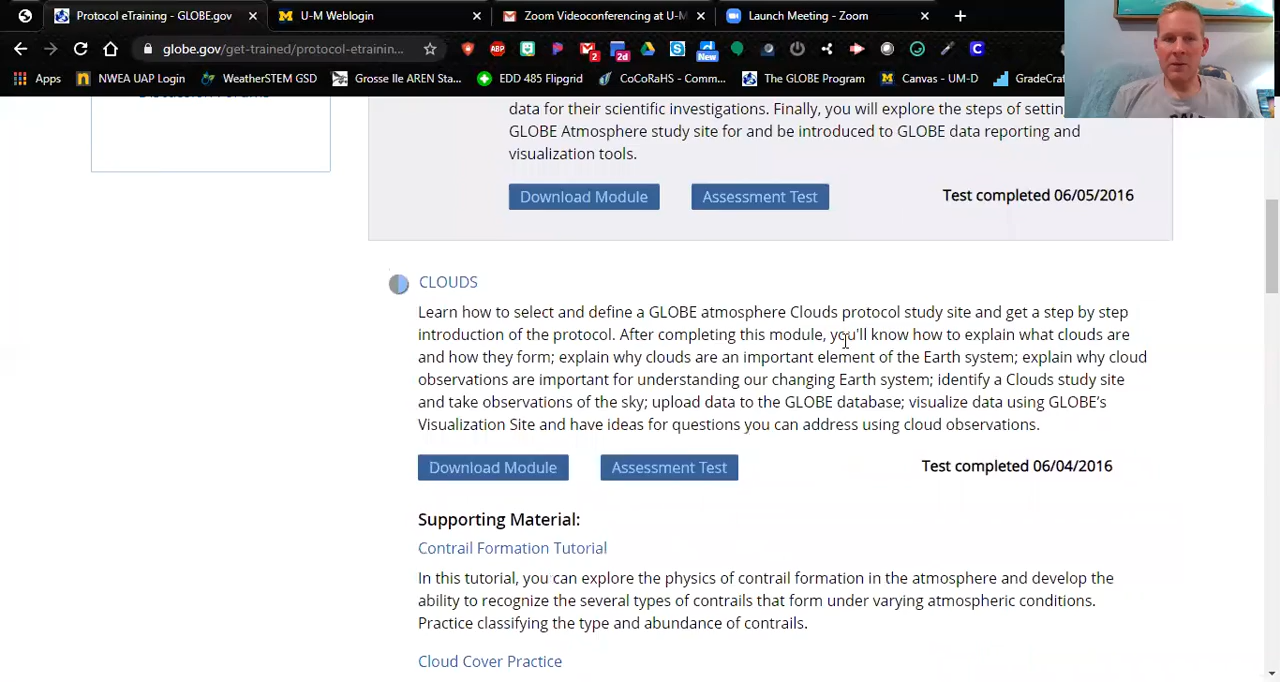 Protocol eTraining - GLOBE.gov
U-M Weblogin
Zoom Videoconferencing at U-M
Launch Meeting - Zoom
globe.gov/get-trained/protocol-etrainin...
ABP
2
2d
New
C
Apps
NWEA UAP Login
WeatherSTEM GSD
Grosse Ile AREN Sta...
EDD 485 Flipgrid
CoCoRaHS - Comm...
The GLOBE Program
Canvas - UM-D
GradeCraf
data for their scientific investigations. Finally, you will explore the steps of setting
GLOBE Atmosphere study site for and be introduced to GLOBE data reporting and
visualization tools.
Download Module
Assessment Test
Test completed 06/05/2016
CLOUDS
Learn how to select and define a GLOBE atmosphere Clouds protocol study site and get a step by step
introduction of the protocol. After completing this module, you'll know how to explain what clouds are
and how they form; explain why clouds are an important element of the Earth system; explain why cloud
observations are important for understanding our changing Earth system; identify a Clouds study site
and take observations of the sky; upload data to the GLOBE database; visualize data using GLOBE's
Visualization Site and have ideas for questions you can address using cloud observations.
Download Module
Assessment Test
Test completed 06/04/2016
Supporting Material:
Contrail Formation Tutorial
In this tutorial, you can explore the physics of contrail formation in the atmosphere and develop the
ability to recognize the several types of contrails that form under varying atmospheric conditions.
Practice classifying the type and abundance of contrails.
Cloud Cover Practice